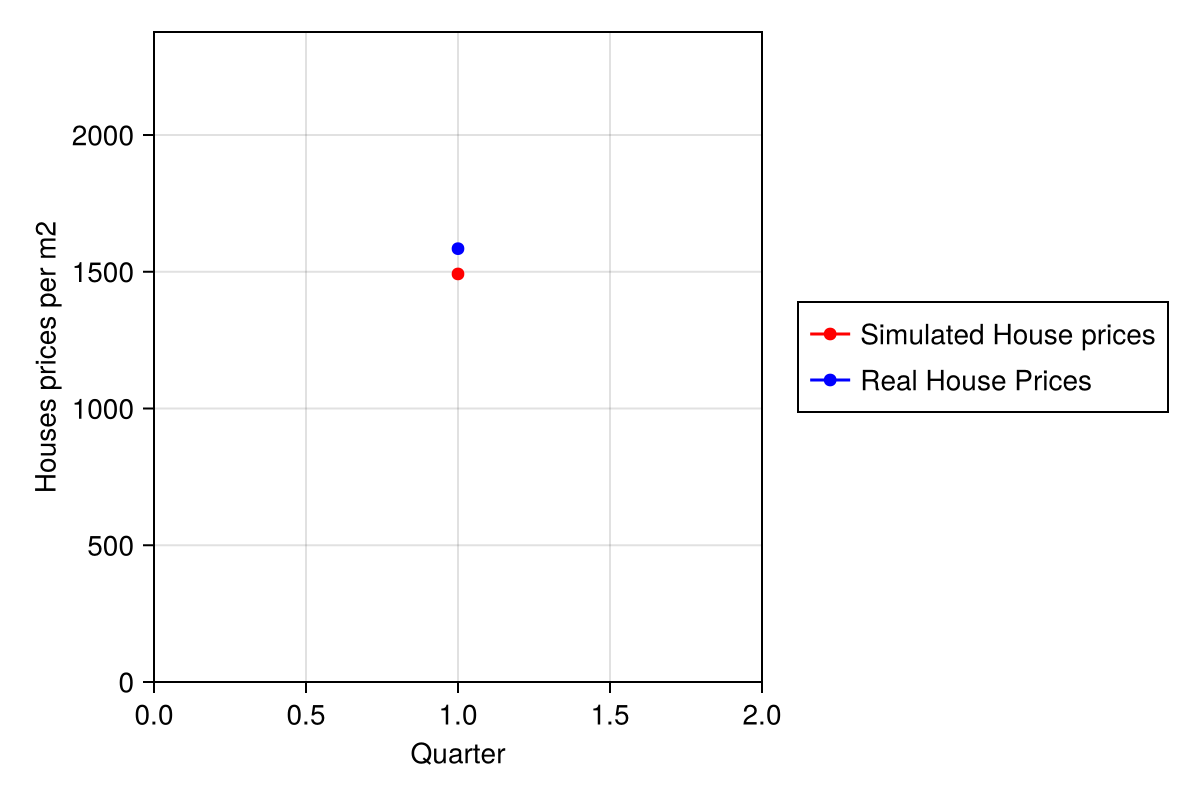 2000
1500
1000
500
0
Houses prices per m2
0.0 0.5 1.0 1.5 2.0
Quarter
Simulated House prices
Real House Prices